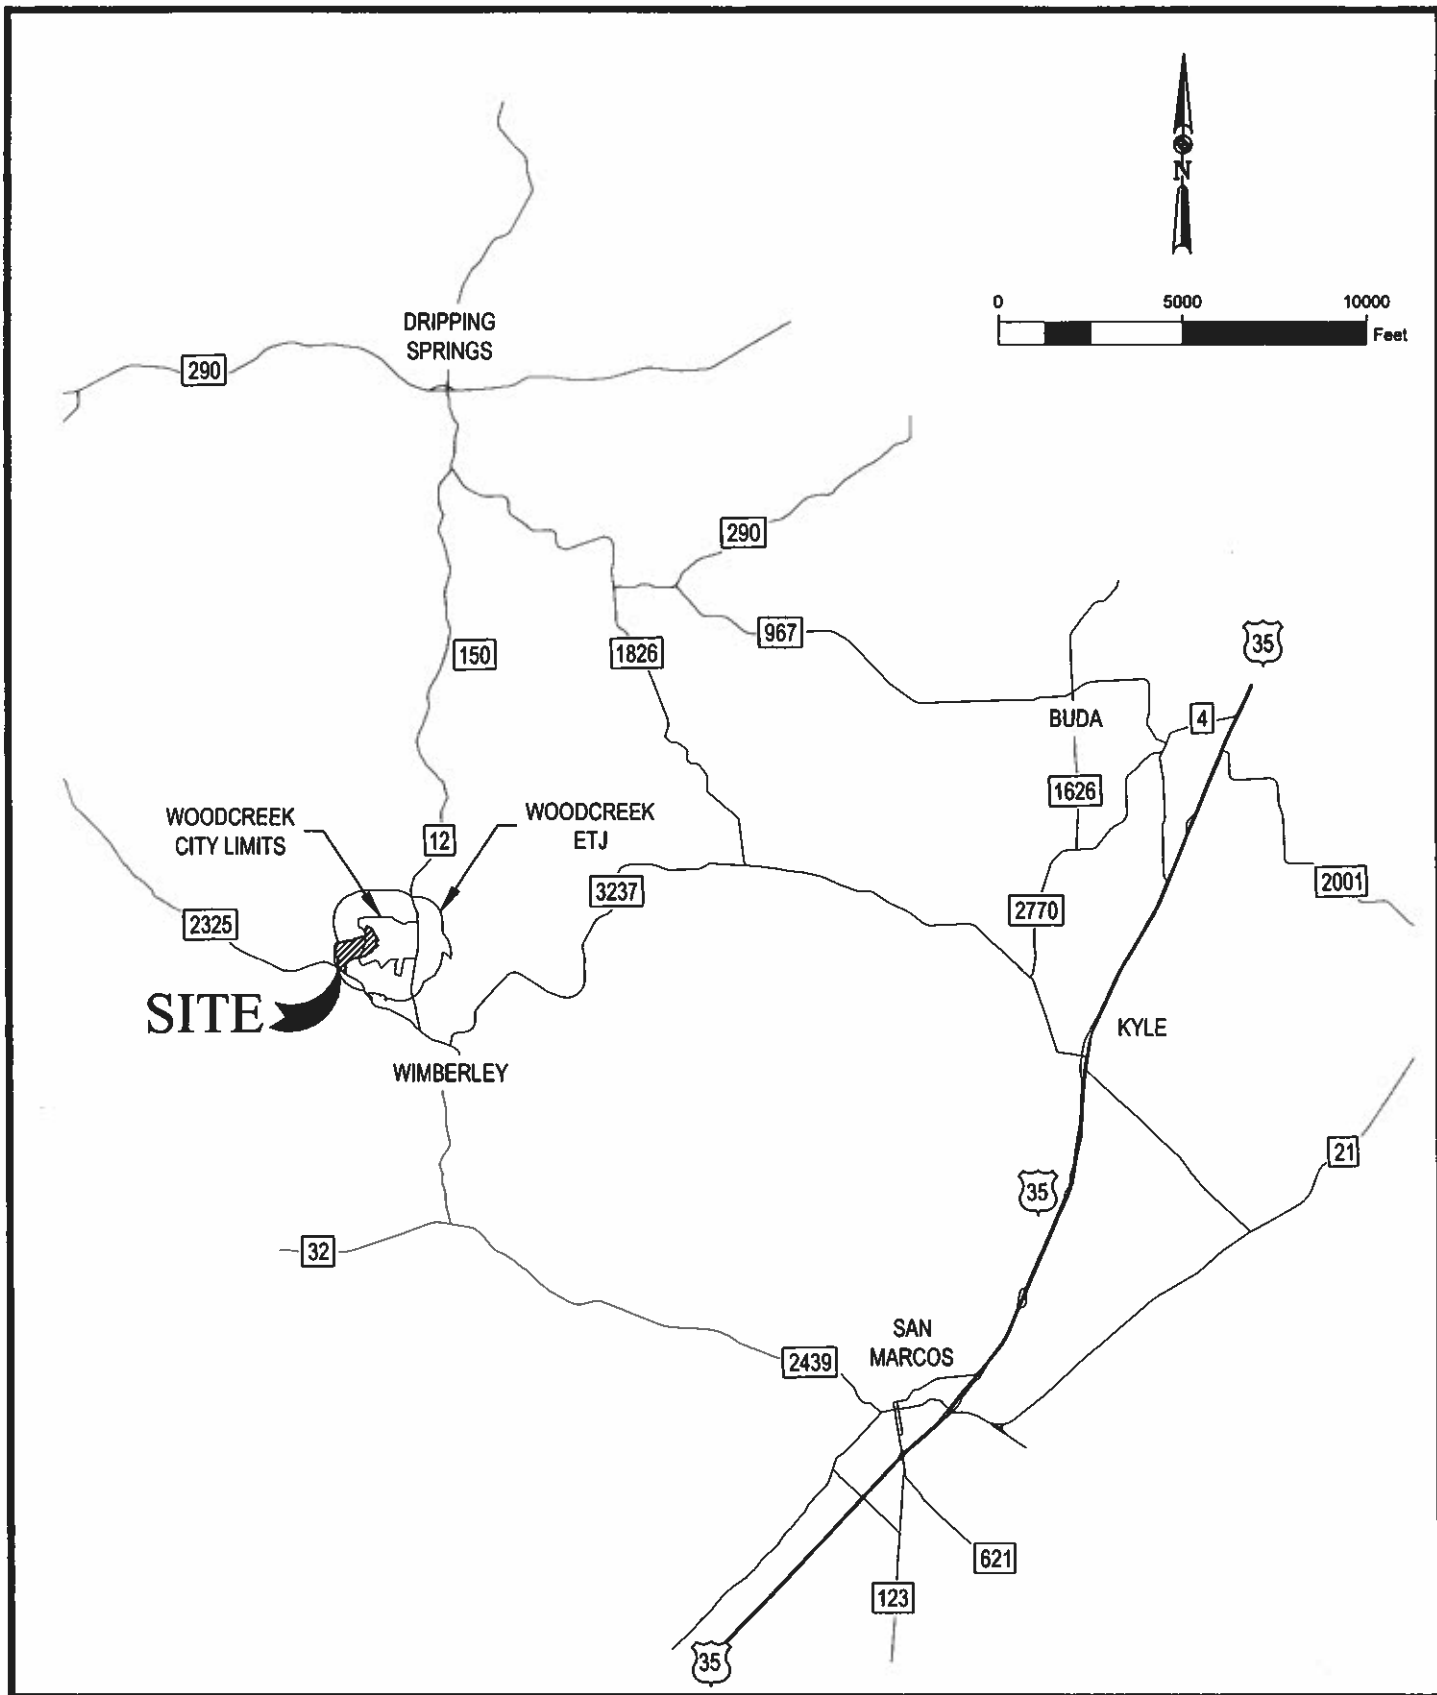 N
0 5000 10000
Feet
DRIPPING
SPRINGS
290
290
967
150
1826
35
BUDA
4
1626
WOODCREEK
CITY LIMITS
WOODCREEK
ETJ
12
3237
2001
2325
2770
SITE
KYLE
WIMBERLEY
21
35
32
SAN
MARCOS
2439
621
123
35